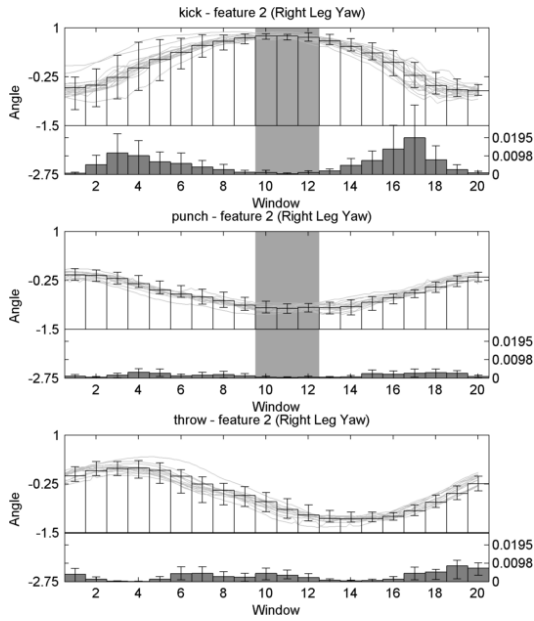 kick - feature 2 (Right Leg Yaw)
1
-0.25
-1.5
-2.75
Angle
0.0195
0.0098
0
2 4 6 8 10 12 14 16 18 20
Window
punch - feature 2 (Right Leg Yaw)
1
-0.25
-1.5
-2.75
Angle
0.0195
0.0098
0
2 4 6 8 10 12 14 16 18 20
Window
throw - feature 2 (Right Leg Yaw)
1
-0.25
-1.5
-2.75
Angle
0.0195
0.0098
0
2 4 6 8 10 12 14 16 18 20
Window